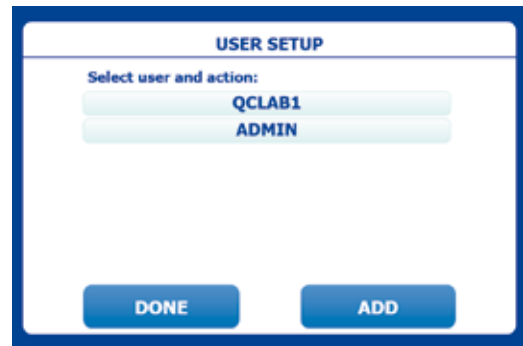 USER SETUP
Select user and action:
QCLAB1
ADMIN
DONE ADD